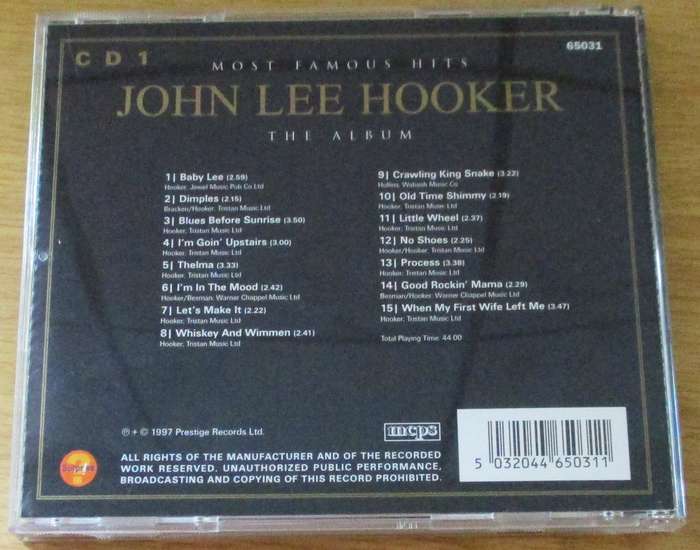 CD 1
65031
MOST FAMOUS HITS
JOHN LEE HOOKER
THE ALBUM
1| Baby Lee (2.59)
Hooker, Jewel Music Pub Co Ltd
2| Dimples (2.15)
Bracken/Hooker: Tristan Music Ltd
3| Blues Before Sunrise (3.50)
Hooker: Tristan Music Ltd
4| I'm Goin' Upstairs (3.00)
Hooker: Tristan Music Ltd
5| Thelma (3.33)
Hooker, Tristan Music Ltd
6| I'm In The Mood (2.42)
Hooker/Besman: Warner Chappel Music Ltd
7| Let's Make It (2.22)
Hooker, Tristan Music Ltd
8| Whiskey And Wimmen (2.41)
Hooker, Tristan Music Ltd
9| Crawling King Snake (3.22)
Hollins, Wabash Music Co
10| Old Time Shimmy (2.19)
Hooker, Tristan Music Ltd
11| Little Wheel (2.37)
Hooker, Tristan Music Ltd
12| No Shoes (2.25)
Hooker/Hooker: Tristan Music Ltd
13| Process (3.38)
Hooker: Tristan Music Ltd
14| Good Rockin' Mama (2.29)
Besman/Hooker: Warner Chappel Music Ltd
15| When My First Wife Left Me (3.47)
Hooker: Tristan Music Ltd
Total Playing Time: 44:00
℗ + © 1997 Prestige Records Ltd.
mcps
Surprise
ALL RIGHTS OF THE MANUFACTURER AND OF THE RECORDED
WORK RESERVED. UNAUTHORIZED PUBLIC PERFORMANCE,
BROADCASTING AND COPYING OF THIS RECORD PROHIBITED.
5 032044 650311